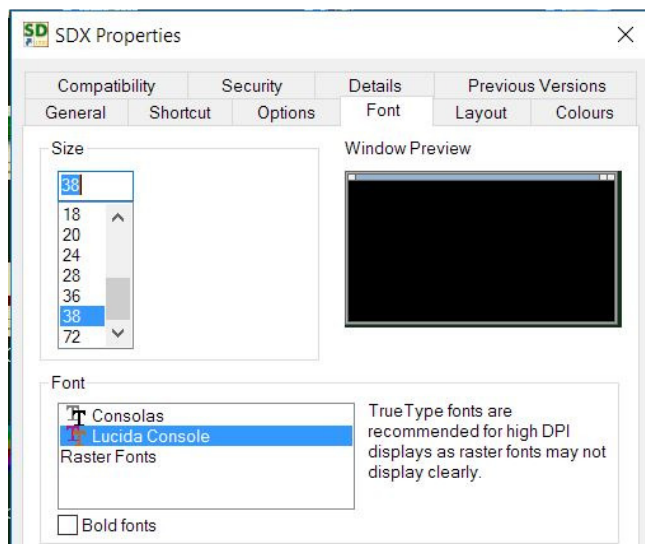 SD
SDX Properties
Compatibility Security Details Previous Versions
General Shortcut Options Font Layout Colours
Size
Window Preview
38
18
20
24
28
36
38
72
Font
Consolas
Lucida Console
Raster Fonts
TrueType fonts are
recommended for high DPI
displays as raster fonts may not
display clearly.
Bold fonts